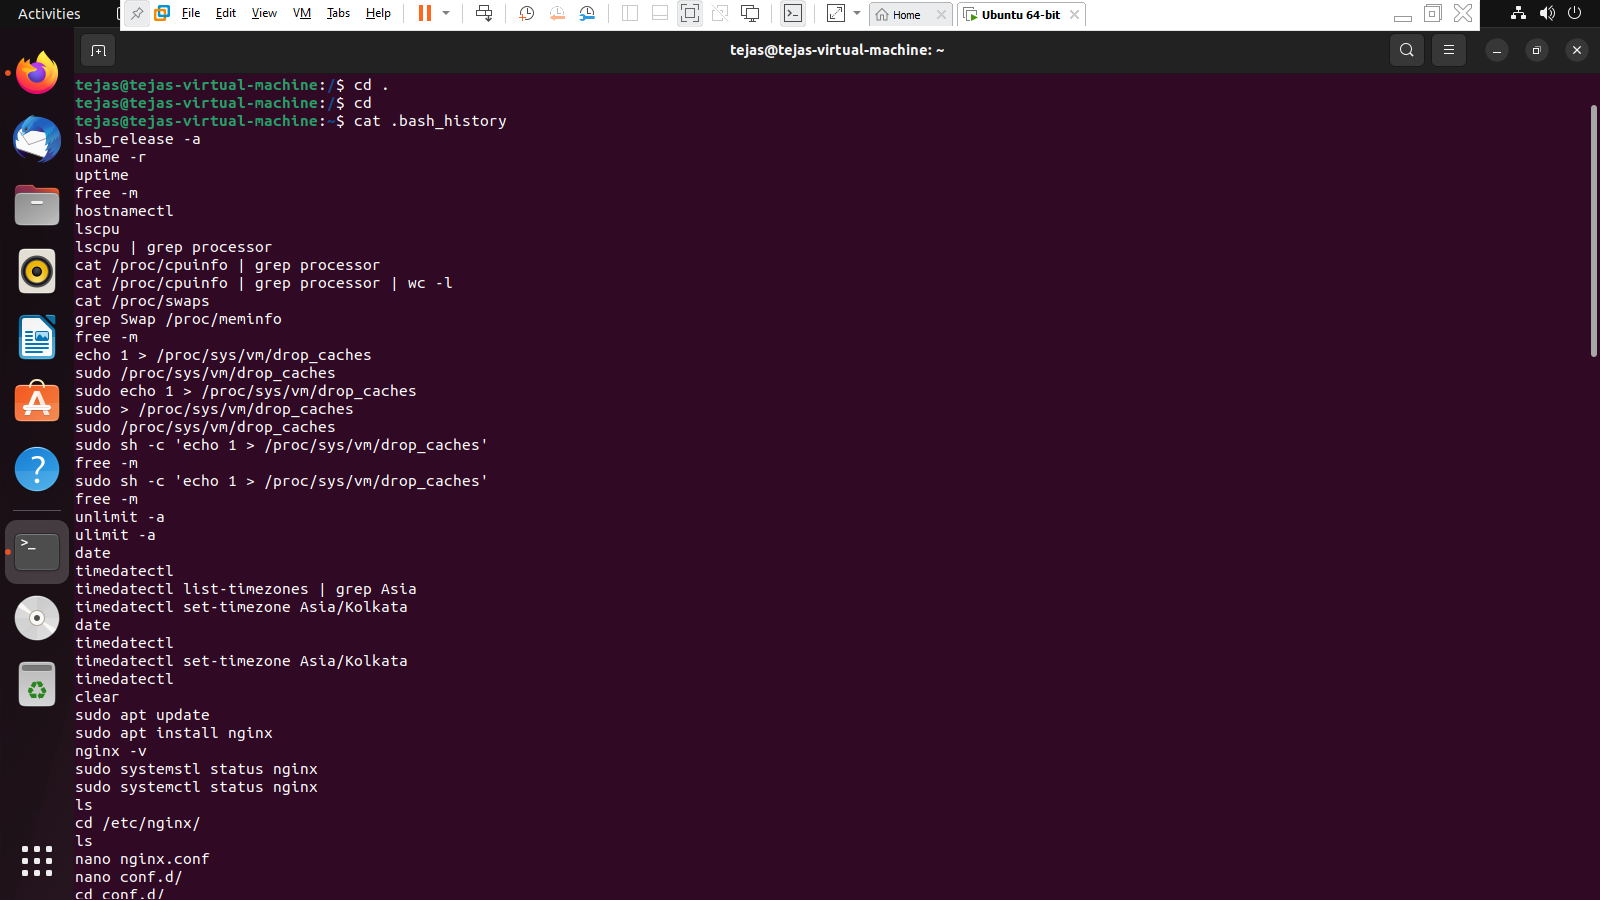 Activities
File Edit View VM Tabs Help
Home
Ubuntu 64-bit
tejas@tejas-virtual-machine: ~
tejas@tejas-virtual-machine:/$ cd .
tejas@tejas-virtual-machine:/$ cd
tejas@tejas-virtual-machine:~$ cat .bash_history
lsb_release -a
uname -r
uptime
free -m
hostnamectl
lscpu
lscpu | grep processor
cat /proc/cpuinfo | grep processor
cat /proc/cpuinfo | grep processor | wc -l
cat /proc/swaps
grep Swap /proc/meminfo
free -m
echo 1 > /proc/sys/vm/drop_caches
sudo /proc/sys/vm/drop_caches
sudo echo 1 > /proc/sys/vm/drop_caches
sudo > /proc/sys/vm/drop_caches
sudo /proc/sys/vm/drop_caches
sudo sh -c 'echo 1 > /proc/sys/vm/drop_caches'
free -m
sudo sh -c 'echo 1 > /proc/sys/vm/drop_caches'
free -m
unlimit -a
ulimit -a
date
timedatectl
timedatectl list-timezones | grep Asia
timedatectl set-timezone Asia/Kolkata
date
timedatectl
timedatectl set-timezone Asia/Kolkata
timedatectl
clear
sudo apt update
sudo apt install nginx
nginx -v
sudo systemstl status nginx
sudo systemctl status nginx
ls
cd /etc/nginx/
ls
nano nginx.conf
nano conf.d/
cd conf.d/